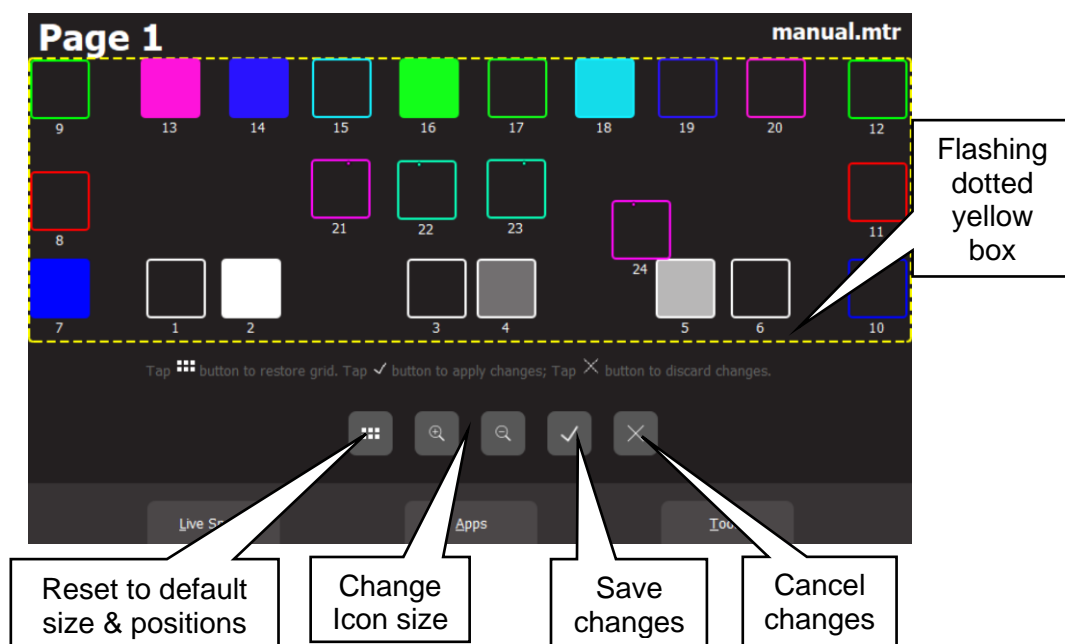 Page 1
manual.mtr
9 13 14 15 16 17 18 19 20 12
Flashing
dotted
yellow
box
8 21 22 23 24 11
7 1 2 3 4 5 6 10
Tap button to restore grid. Tap button to apply changes; Tap button to discard changes.
Live
Apps
Reset to default
size & positions
Change
Icon size
Save
changes
Cancel
changes